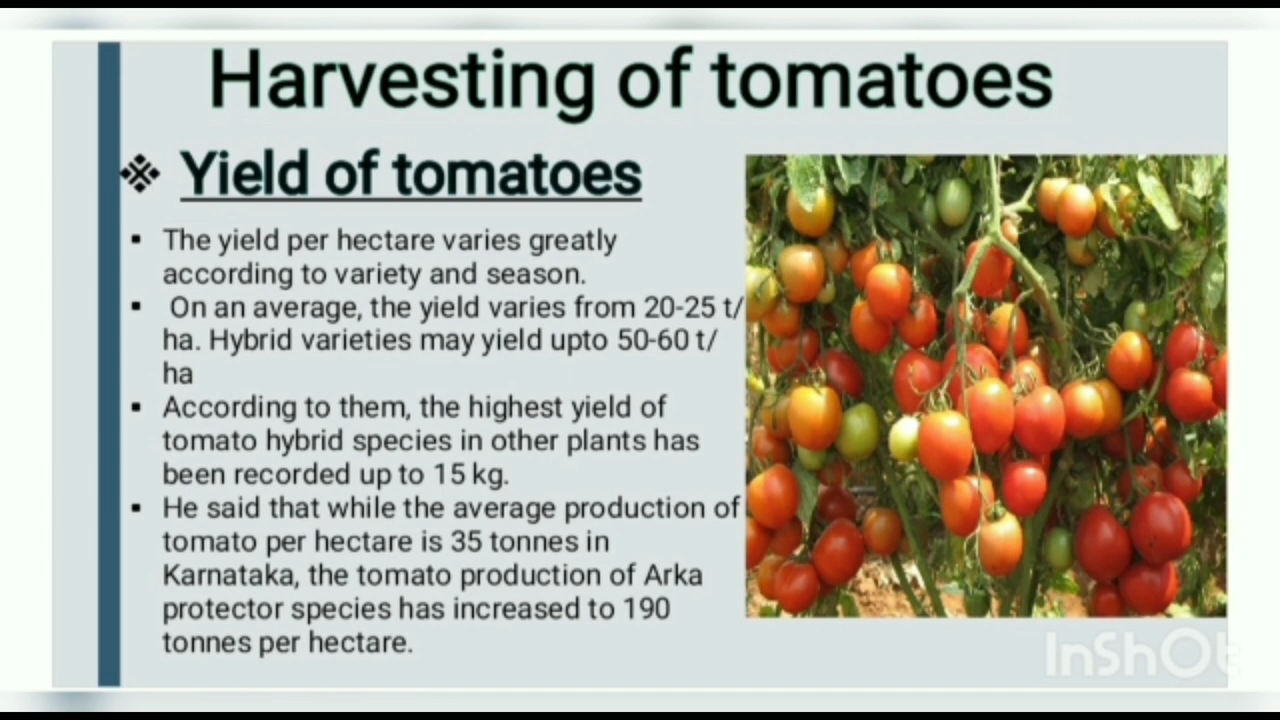 Harvesting of tomatoes
❖ Yield of tomatoes
▪ The yield per hectare varies greatly
according to variety and season.
▪ On an average, the yield varies from 20-25 t/
ha. Hybrid varieties may yield upto 50-60 t/
ha
▪ According to them, the highest yield of
tomato hybrid species in other plants has
been recorded up to 15 kg.
▪ He said that while the average production of
tomato per hectare is 35 tonnes in
Karnataka, the tomato production of Arka
protector species has increased to 190
tonnes per hectare.
InShOt